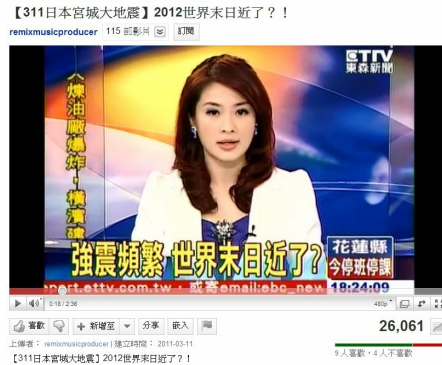 【311日本宮城大地震】2012世界末日近了？！
remixmusicproducer 115 部影片 訂閱
ETTV
東森新聞
煉油廠爆炸，橫濱建
強震頻繁 世界末日近了?
花蓮縣
今停班停課
port.ettv.com.tw，或寄email:ebc_new
18:24:09
0:18 / 2:36
480p
喜歡
新增至
分享
嵌入
26,061
上傳者： remixmusicproducer | 建立時間： 2011-03-11
9 人喜歡，4 人不喜歡
【311日本宮城大地震】2012世界末日近了？！